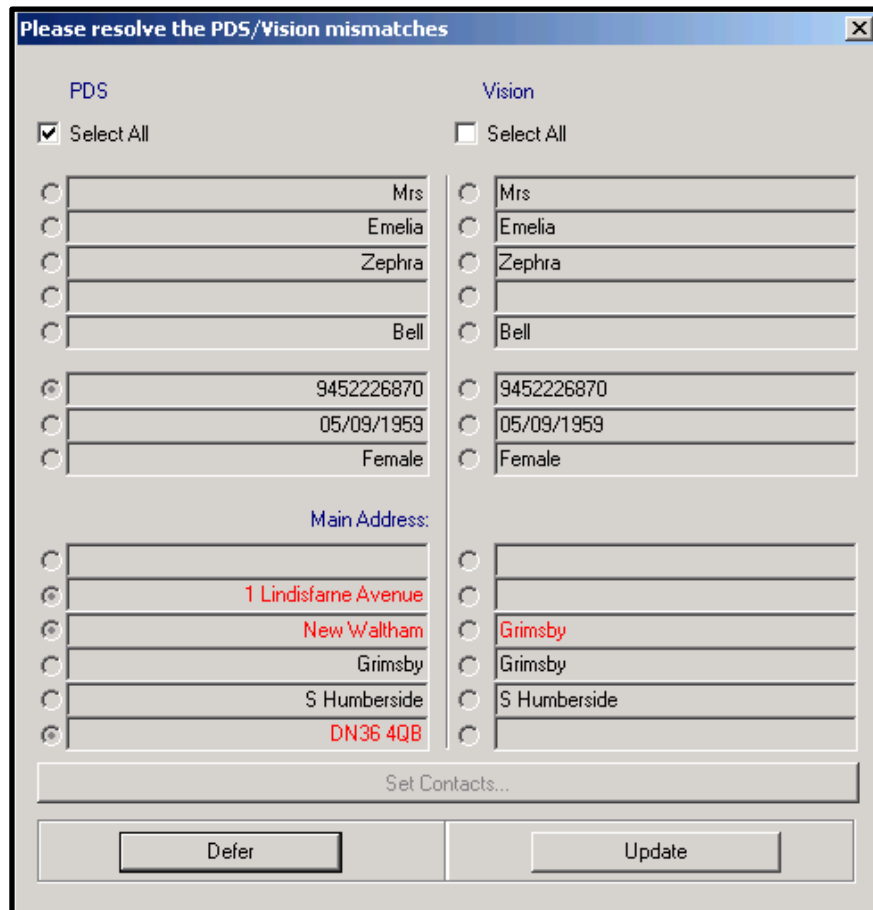 Please resolve the PDS/Vision mismatches
PDS Vision
Select All Select All
Mrs Mrs
Emelia Emelia
Zephra Zephra
Bell Bell
9452226870 9452226870
05/09/1959 05/09/1959
Female Female
Main Address:
1 Lindisfarne Avenue
New Waltham Grimsby
Grimsby Grimsby
S Humberside S Humberside
DN36 4QB
Set Contacts...
Defer Update